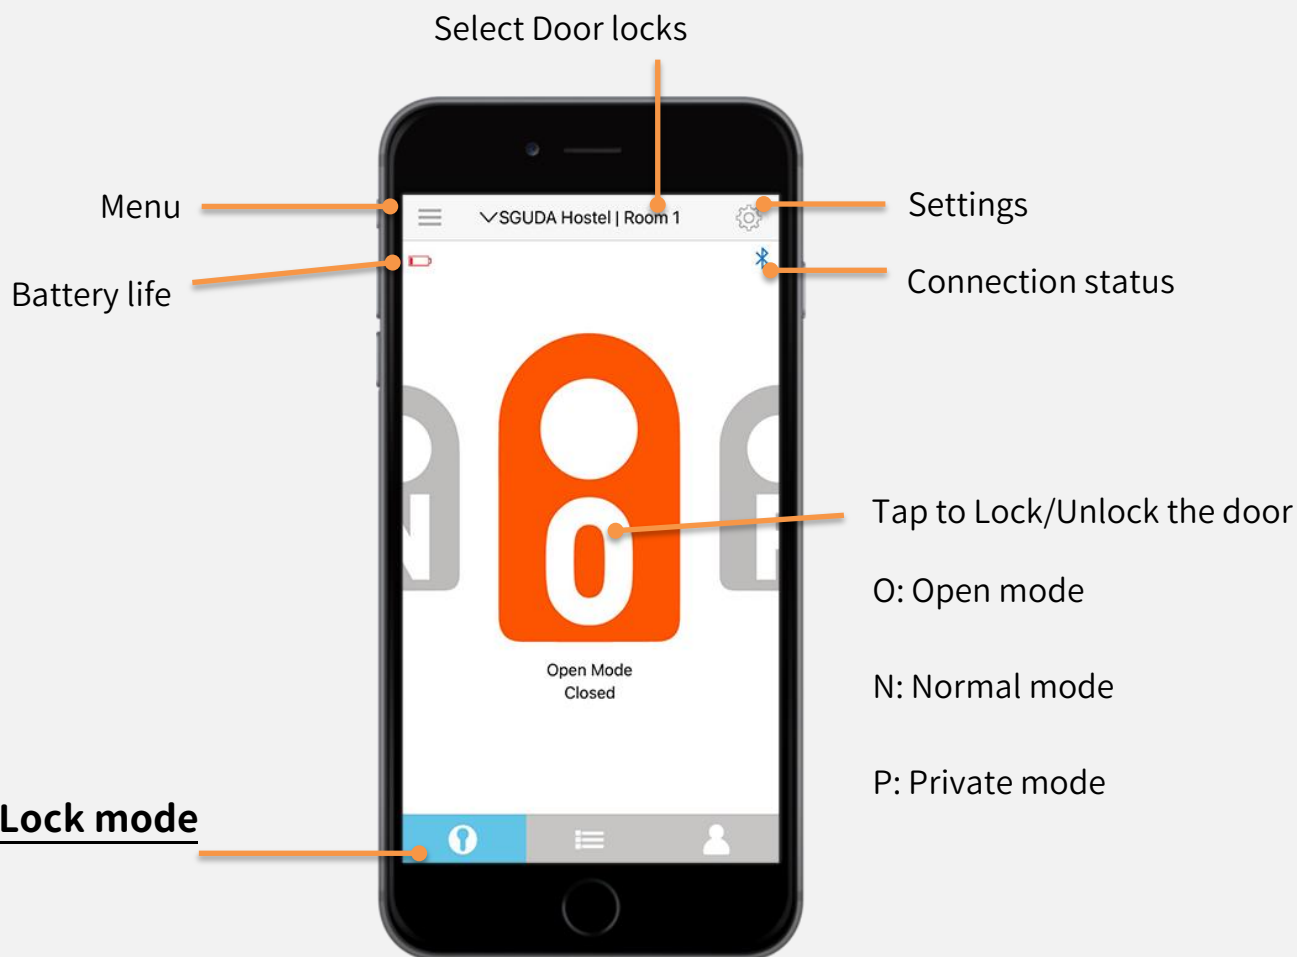 Select Door locks
Menu
Settings
SGUDA Hostel | Room 1
Battery life
Connection status
N
O
P
Tap to Lock/Unlock the door
O: Open mode
Open Mode
Closed
N: Normal mode
P: Private mode
Lock mode